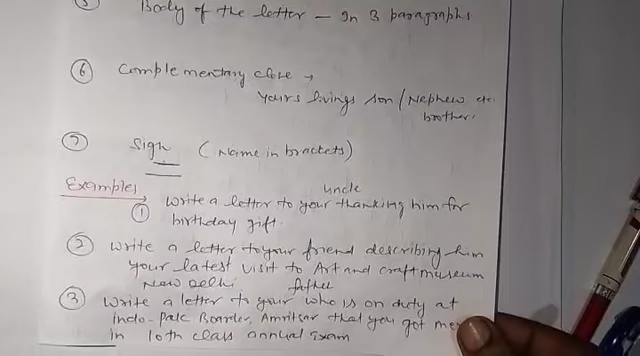 5 Body of the letter – In 3 paragraphs
6 Complementary close →
Yours livings son / Nephew etc.
brother.
7 Sign (Name in brackets)
Examples
uncle
1 Write a letter to your thanking him for
birthday gift.
2 Write a letter to your friend describing him
your latest visit to Art and craft museum
New Delhi
father
3 Write a letter to your who is on duty at
indo-pak Boarder, Amritsar that you got
in 10th class annual Exam